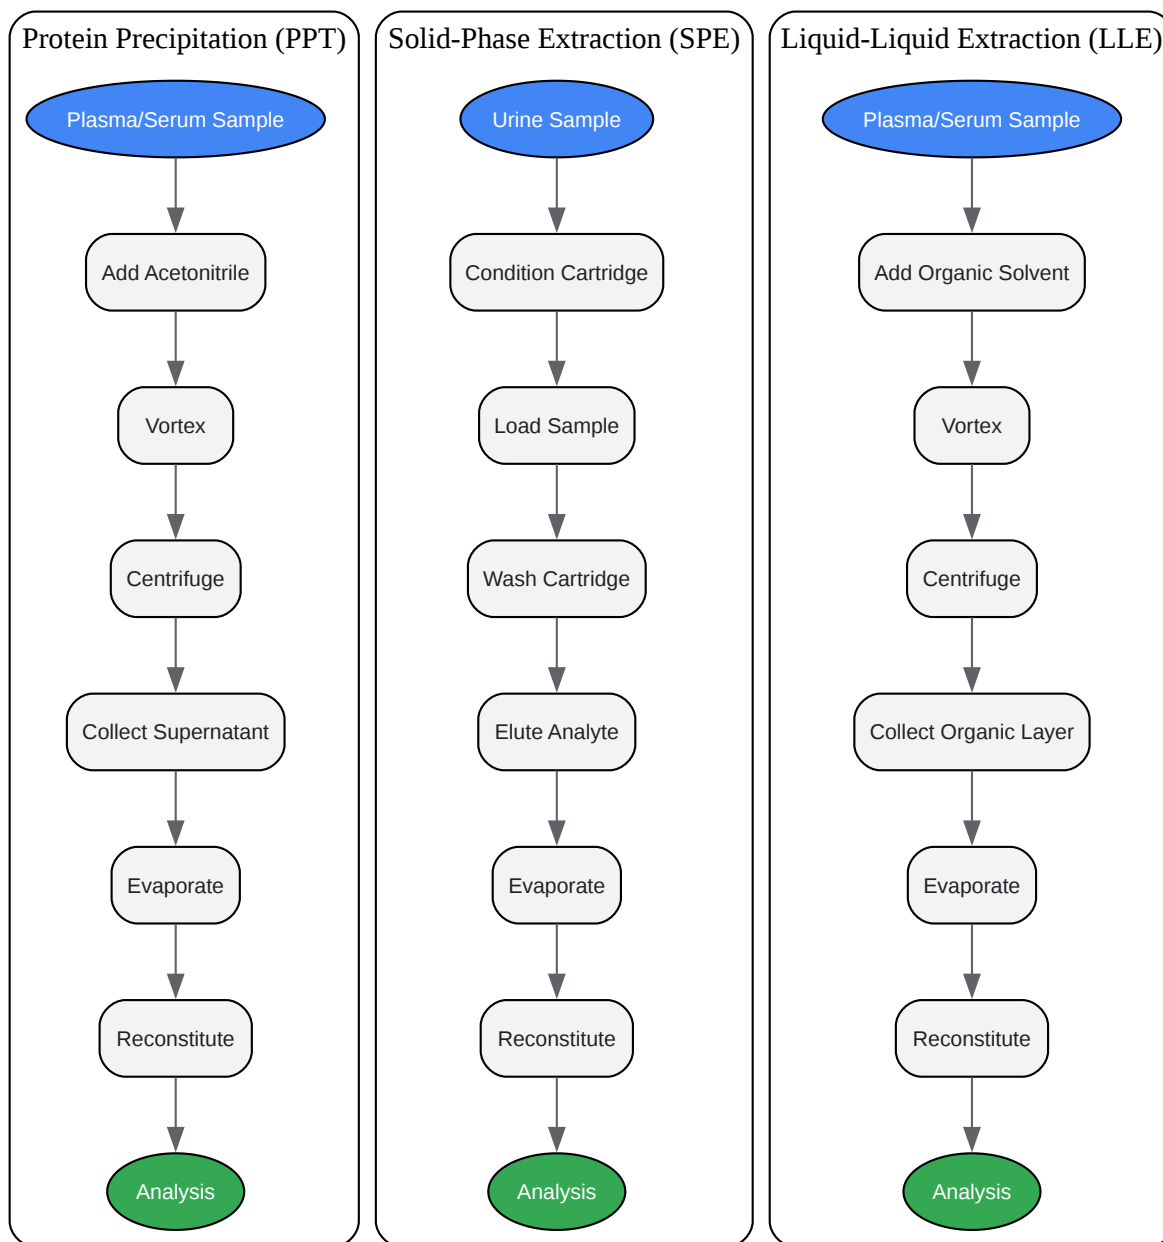 Protein Precipitation (PPT)
Plasma/Serum Sample
Add Acetonitrile
Vortex
Centrifuge
Collect Supernatant
Evaporate
Reconstitute
Analysis
Solid-Phase Extraction (SPE)
Urine Sample
Condition Cartridge
Load Sample
Wash Cartridge
Elute Analyte
Evaporate
Reconstitute
Analysis
Liquid-Liquid Extraction (LLE)
Plasma/Serum Sample
Add Organic Solvent
Vortex
Centrifuge
Collect Organic Layer
Evaporate
Reconstitute
Analysis